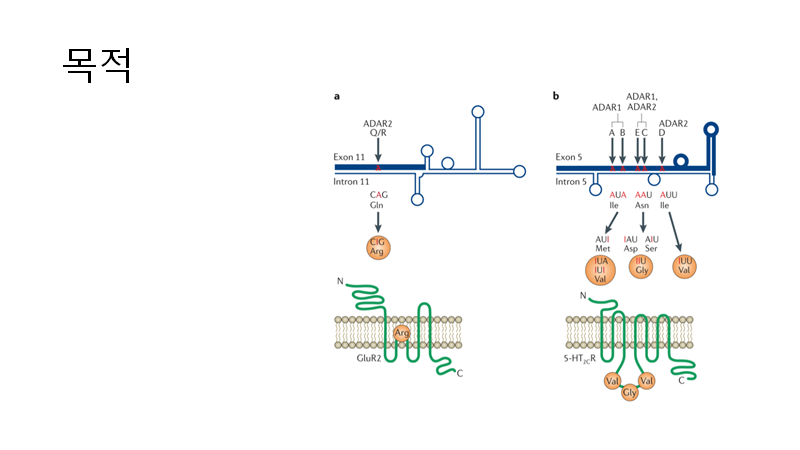 목적
a
ADAR2
Q/R
Exon 11
Intron 11
CAG
Gln
CIG
Arg
N
Arg
GluR2
C
b
ADAR1,
ADAR1 ADAR2
ADAR2
A B E C D
Exon 5
Intron 5
AUA AAU AUU
Ile Asn Ile
AUI IAU AIU
Met Asp Ser
IUA IIU IUU
IUI Gly Val
Val
N
5-HT2CR
C
Val Val
Gly